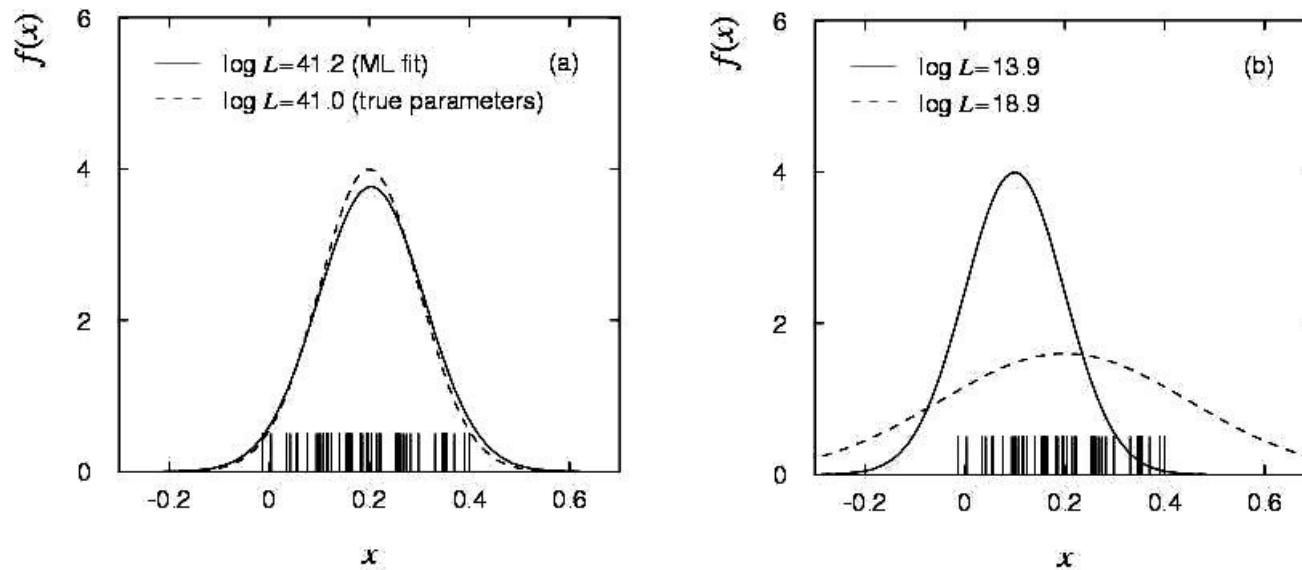 f(x)
6
log L=41.2 (ML fit)
(a)
log L=41.0 (true parameters)
4
2
0
-0.2
0
0.2
0.4
0.6
x
f(x)
6
log L=13.9
(b)
log L=18.9
4
2
0
-0.2
0
0.2
0.4
0.6
x